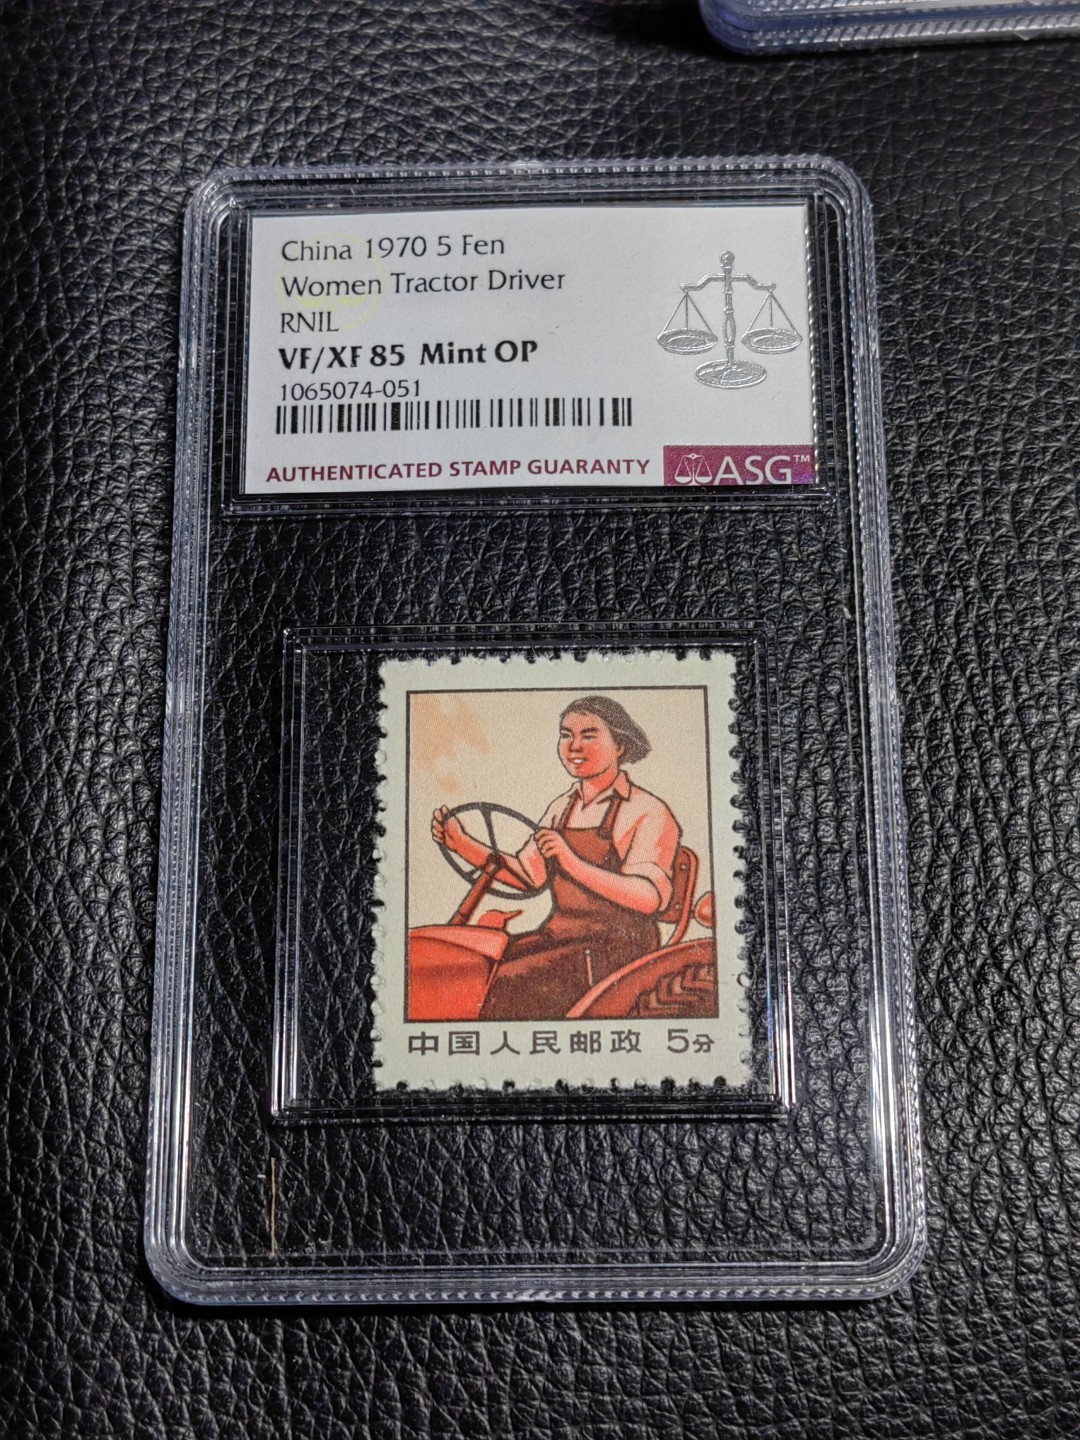 China 1970 5 Fen
Women Tractor Driver
RNIL
VF/XF 85 Mint OP
1065074-051
AUTHENTICATED STAMP GUARANTY ASG™
中国人民邮政 5分